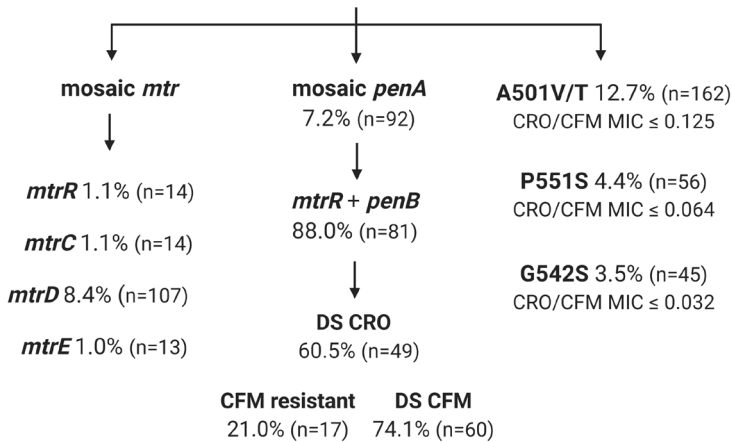 mosaic mtr
mtrR 1.1% (n=14)
mtrC 1.1% (n=14)
mtrD 8.4% (n=107)
mtrE 1.0% (n=13)
mosaic penA
7.2% (n=92)
mtrR + penB
88.0% (n=81)
DS CRO
60.5% (n=49)
CFM resistant
21.0% (n=17)
DS CFM
74.1% (n=60)
A501V/T 12.7% (n=162)
CRO/CFM MIC ≤ 0.125
P551S 4.4% (n=56)
CRO/CFM MIC ≤ 0.064
G542S 3.5% (n=45)
CRO/CFM MIC ≤ 0.032